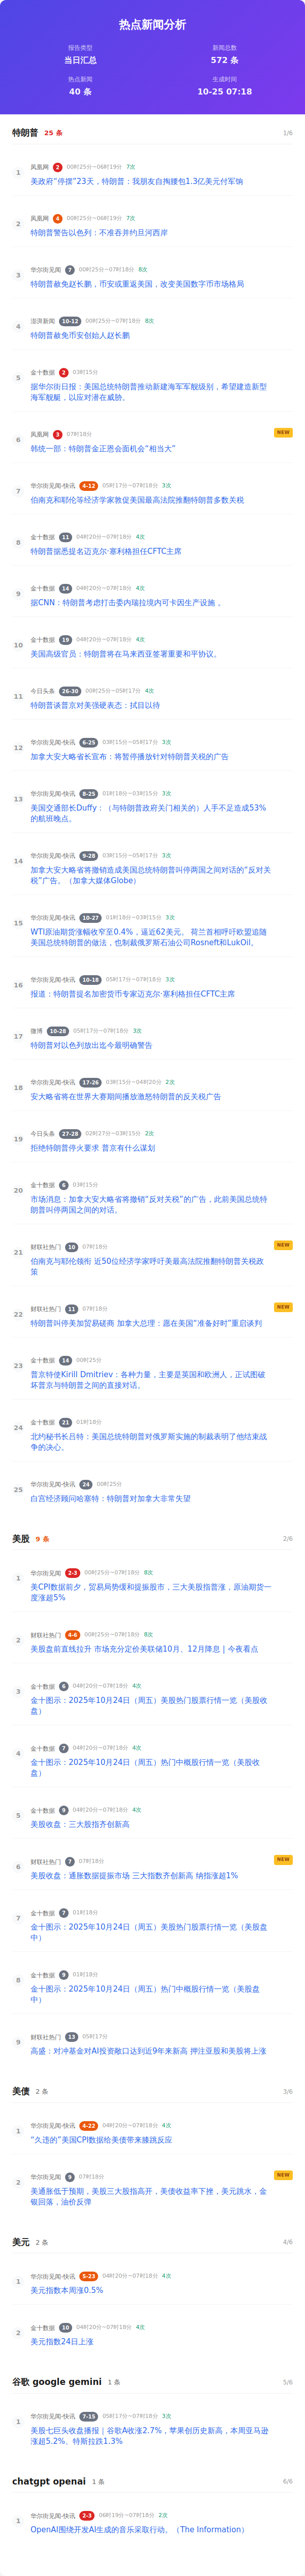 热点新闻分析
报告类型
当日汇总
新闻总数
572 条
热点新闻
40 条
生成时间
10-25 07:18
特朗普 25 条 1/6
1 凤凰网 2 00时25分~06时19分 7次
美政府“停摆”23天，特朗普：我朋友自掏腰包1.3亿美元付军饷
2 凤凰网 4 00时25分~06时19分 7次
特朗普警告以色列：不准吞并约旦河西岸
3 华尔街见闻 7 00时25分~07时18分 8次
特朗普赦免赵长鹏，币安或重返美国，改变美国数字币市场格局
4 澎湃新闻 10-12 00时25分~07时18分 8次
特朗普赦免币安创始人赵长鹏
5 金十数据 2 03时15分
据华尔街日报：美国总统特朗普推动新建海军军舰级别，希望建造新型
海军舰艇，以应对潜在威胁。
6 凤凰网 3 07时18分 NEW
韩统一部：特朗普金正恩会面机会“相当大”
7 华尔街见闻-快讯 4-12 05时17分~07时18分 3次
伯南克和耶伦等经济学家敦促美国最高法院推翻特朗普多数关税
8 金十数据 11 04时20分~07时18分 4次
特朗普据悉提名迈克尔·塞利格担任CFTC主席
9 金十数据 14 04时20分~07时18分 4次
据CNN：特朗普考虑打击委内瑞拉境内可卡因生产设施 。
10 金十数据 19 04时20分~07时18分 4次
美国高级官员：特朗普将在马来西亚签署重要和平协议。
11 今日头条 26-30 00时25分~05时17分 4次
特朗普谈普京对美强硬表态：拭目以待
12 华尔街见闻-快讯 6-25 03时15分~05时17分 3次
加拿大安大略省长宣布：将暂停播放针对特朗普关税的广告
13 华尔街见闻-快讯 8-25 01时18分~03时15分 3次
美国交通部长Duffy：（与特朗普政府关门相关的）人手不足造成53%
的航班晚点。
14 华尔街见闻-快讯 9-28 03时15分~05时17分 3次
加拿大安大略省将撤销造成美国总统特朗普叫停两国之间对话的“反对关
税”广告。（加拿大媒体Globe）
15 华尔街见闻-快讯 10-27 01时18分~03时15分 3次
WTI原油期货涨幅收窄至0.4%，逼近62美元。 荷兰首相呼吁欧盟追随
美国总统特朗普的做法，也制裁俄罗斯石油公司Rosneft和LukOil。
16 华尔街见闻-快讯 10-18 05时17分~07时18分 3次
报道：特朗普提名加密货币专家迈克尔·塞利格担任CFTC主席
17 微博 10-28 05时17分~07时18分 3次
特朗普对以色列放出迄今最明确警告
18 华尔街见闻-快讯 17-26 03时15分~04时20分 2次
安大略省将在世界大赛期间播放激怒特朗普的反关税广告
19 今日头条 27-28 02时27分~03时15分 2次
拒绝特朗普停火要求 普京有什么谋划
20 金十数据 6 03时15分
市场消息：加拿大安大略省将撤销“反对关税”的广告，此前美国总统特
朗普叫停两国之间的对话。
21 财联社热门 10 07时18分 NEW
伯南克与耶伦领衔 近50位经济学家呼吁美最高法院推翻特朗普关税政
策
22 财联社热门 11 07时18分 NEW
特朗普叫停美加贸易磋商 加拿大总理：愿在美国“准备好时”重启谈判
23 金十数据 14 00时25分
普京特使Kirill Dmitriev：各种力量，主要是英国和欧洲人，正试图破
坏普京与特朗普之间的直接对话。
24 金十数据 21 01时18分
北约秘书长吕特：美国总统特朗普对俄罗斯实施的制裁表明了他结束战
争的决心。
25 华尔街见闻-快讯 24 00时25分
白宫经济顾问哈塞特：特朗普对加拿大非常失望
美股 9 条 2/6
1 华尔街见闻 2-3 00时25分~07时18分 8次
美CPI数据前夕，贸易局势缓和提振股市，三大美股指普涨，原油期货一
度涨超5%
2 财联社热门 4-6 00时25分~07时18分 8次
美股盘前直线拉升 市场充分定价美联储10月、12月降息 | 今夜看点
3 金十数据 6 04时20分~07时18分 4次
金十图示：2025年10月24日（周五）美股热门股票行情一览（美股收
盘）
4 金十数据 7 04时20分~07时18分 4次
金十图示：2025年10月24日（周五）热门中概股行情一览（美股收
盘）
5 金十数据 9 04时20分~07时18分 4次
美股收盘：三大股指齐创新高
6 财联社热门 7 07时18分 NEW
美股收盘：通胀数据提振市场 三大指数齐创新高 纳指涨超1%
7 金十数据 7 01时18分
金十图示：2025年10月24日（周五）美股热门股票行情一览（美股盘
中）
8 金十数据 9 01时18分
金十图示：2025年10月24日（周五）热门中概股行情一览（美股盘
中）
9 财联社热门 13 05时17分
高盛：对冲基金对AI投资敞口达到近9年来新高 押注亚股和美股将上涨
美债 2 条 3/6
1 华尔街见闻-快讯 4-22 04时20分~07时18分 4次
“久违的”美国CPI数据给美债带来膝跳反应
2 华尔街见闻 9 07时18分 NEW
美通胀低于预期，美股三大股指高开，美债收益率下挫，美元跳水，金
银回落，油价反弹
美元 2 条 4/6
1 华尔街见闻-快讯 5-23 04时20分~07时18分 4次
美元指数本周涨0.5%
2 金十数据 10 04时20分~07时18分 4次
美元指数24日上涨
谷歌 google gemini 1 条 5/6
1 华尔街见闻-快讯 7-15 05时17分~07时18分 3次
美股七巨头收盘播报｜谷歌A收涨2.7%，苹果创历史新高，本周亚马逊
涨超5.2%、特斯拉跌1.3%
chatgpt openai 1 条 6/6
1 华尔街见闻-快讯 2-3 06时19分~07时18分 2次
OpenAI围绕开发AI生成的音乐采取行动。（The Information）